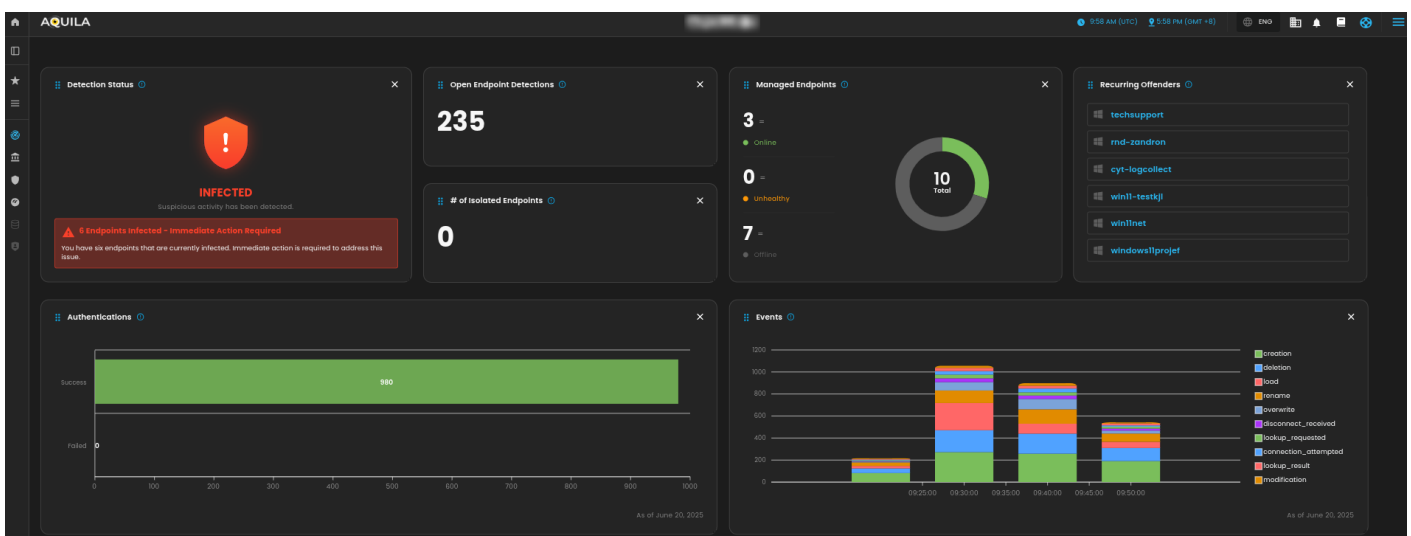 AQUILA
9:58 AM (UTC)
5:58 PM (GMT +8)
ENG
Detection Status
INFECTED
Suspicious activity has been detected.
6 Endpoints Infected - Immediate Action Required
You have six endpoints that are currently infected. Immediate action is required to address this
issue.
Open Endpoint Detections
235
# of Isolated Endpoints
0
Managed Endpoints
3 =
Online
0 =
Unhealthy
7 =
Offline
10
Total
Recurring Offenders
techsupport
rnd-zandron
cyt-logcollect
win11-testkjl
win11net
windows11projef
Authentications
Success
980
Failed
0
0 100 200 300 400 500 600 700 800 900 1000
As of June 20, 2025
Events
1200
1000
800
600
400
200
0
09:25:00 09:30:00 09:35:00 09:40:00 09:45:00 09:50:00
creation
deletion
load
rename
overwrite
disconnect_received
lookup_requested
connection_attempted
lookup_result
modification
As of June 20, 2025